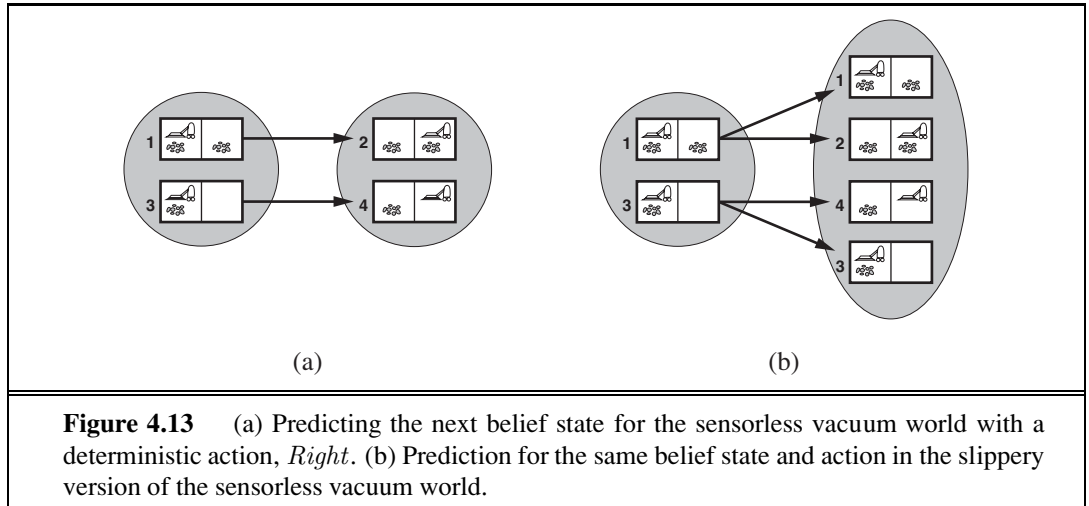 1
2
3
4
1
3
1
2
4
3
(a)
(b)
Figure 4.13 (a) Predicting the next belief state for the sensorless vacuum world with a
deterministic action, Right. (b) Prediction for the same belief state and action in the slippery
version of the sensorless vacuum world.